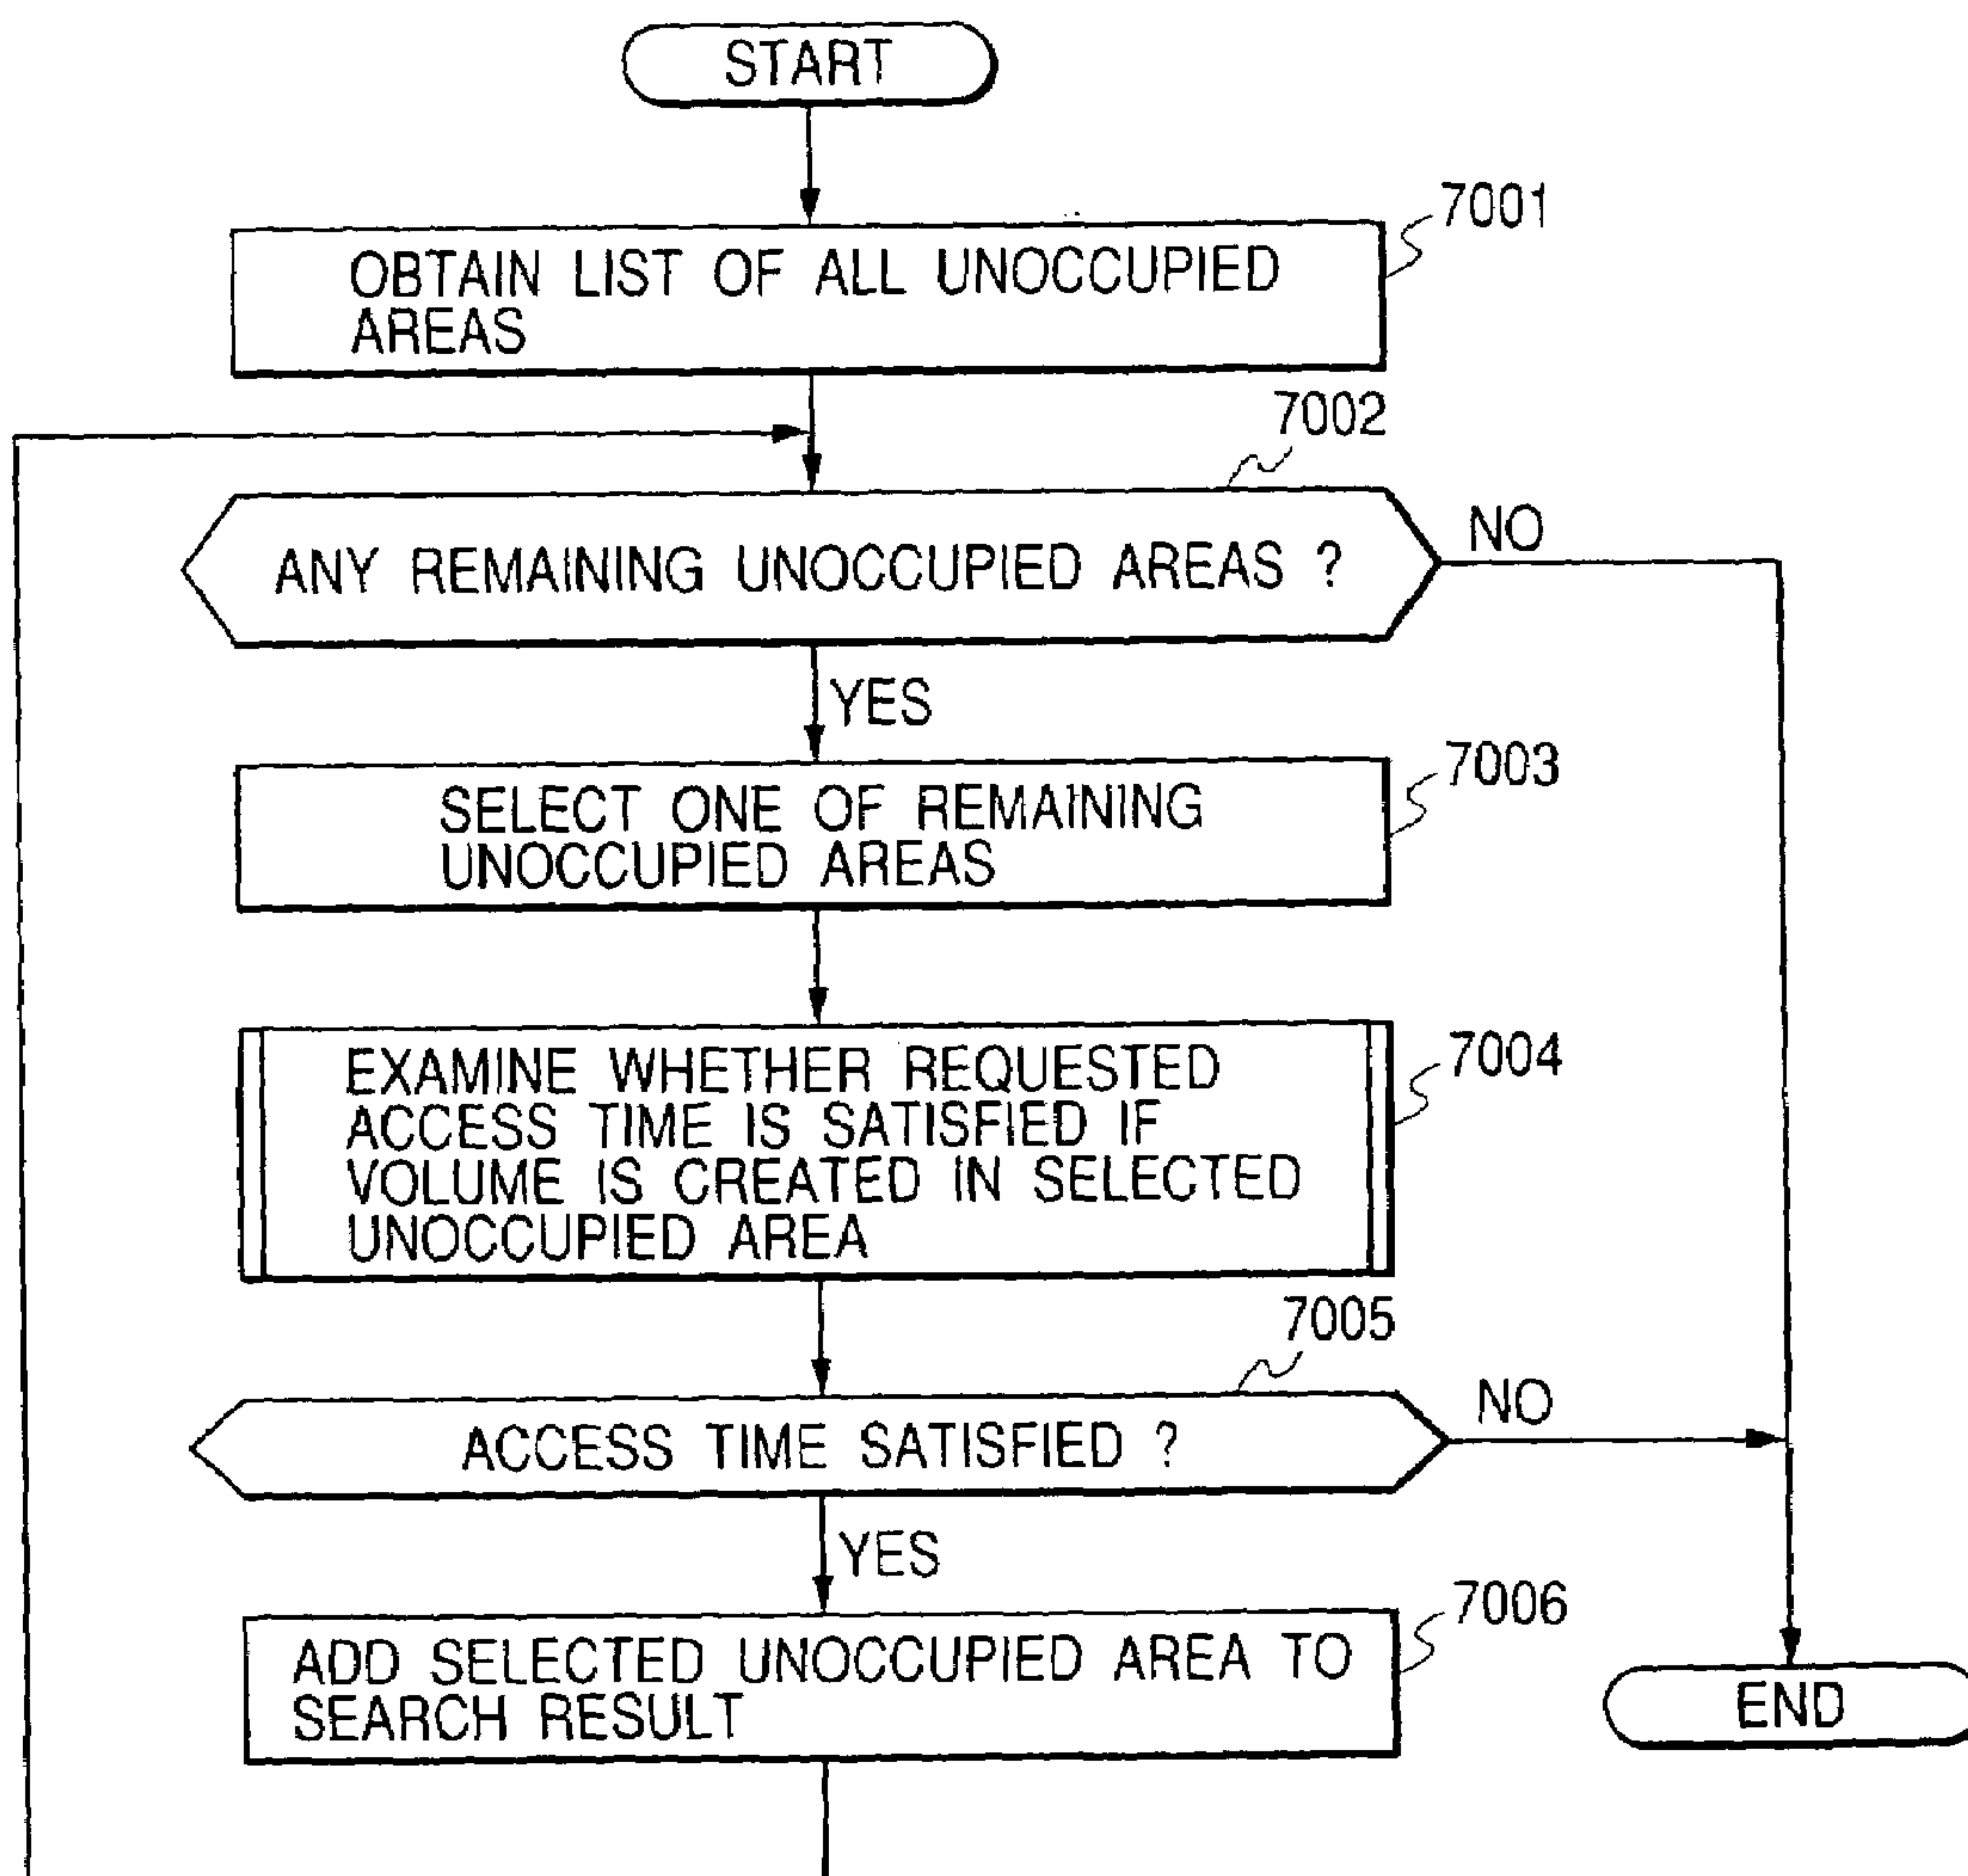 START
7001
OBTAIN LIST OF ALL UNOCCUPIED
AREAS
7002
ANY REMAINING UNOCCUPIED AREAS ?
NO
YES
7003
SELECT ONE OF REMAINING
UNOCCUPIED AREAS
7004
EXAMINE WHETHER REQUESTED
ACCESS TIME IS SATISFIED IF
VOLUME IS CREATED IN SELECTED
UNOCCUPIED AREA
7005
ACCESS TIME SATISFIED ?
NO
YES
7006
ADD SELECTED UNOCCUPIED AREA TO
SEARCH RESULT
END